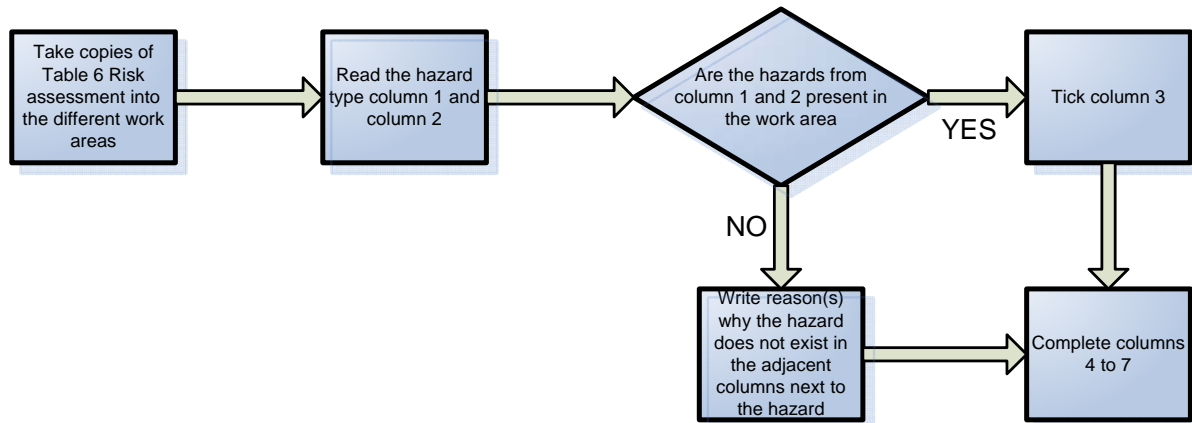 Take copies of
Table 6 Risk
assessment into
the different work
areas
Read the hazard
type column 1 and
column 2
Are the hazards from
column 1 and 2 present in
the work area
YES
Tick column 3
NO
Write reason(s)
why the hazard
does not exist in
the adjacent
columns next to
the hazard
Complete columns
4 to 7